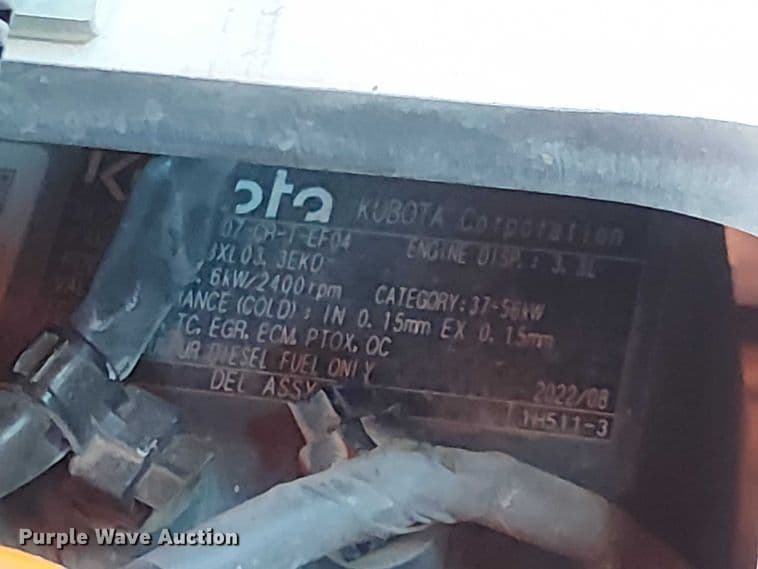 K ota KUBOTA Corporation
07-CR-T-EF04 ENGINE DISP.: 3.3L
3XL03.3EKD
6kW/2400rpm CATEGORY:37-56kW
ANCE (COLD): IN 0.15mm EX 0.15mm
TC, EGR, ECM, PTOX, OC
UR DIESEL FUEL ONLY
DEL ASSY 2022/08
1H511-3
Purple Wave Auction